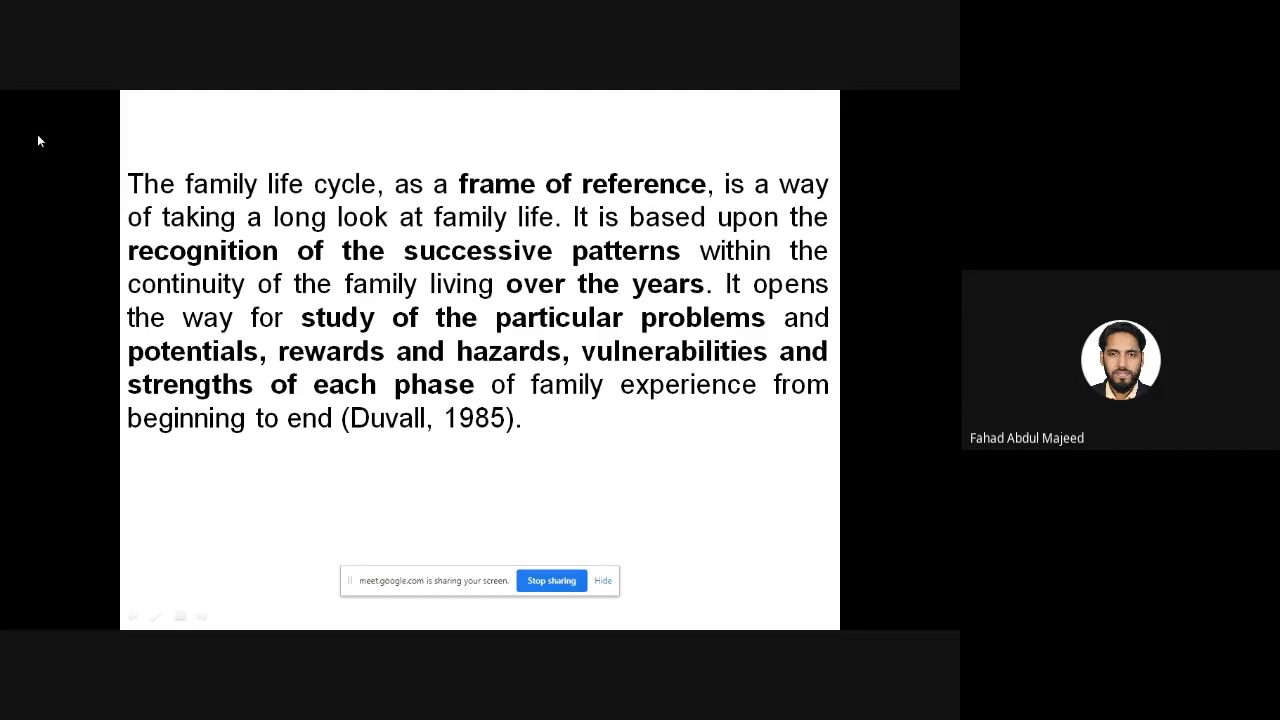 The family life cycle, as a frame of reference, is a way
of taking a long look at family life. It is based upon the
recognition of the successive patterns within the
continuity of the family living over the years. It opens
the way for study of the particular problems and
potentials, rewards and hazards, vulnerabilities and
strengths of each phase of family experience from
beginning to end (Duvall, 1985).
meet.google.com is sharing your screen. Stop sharing Hide
Fahad Abdul Majeed